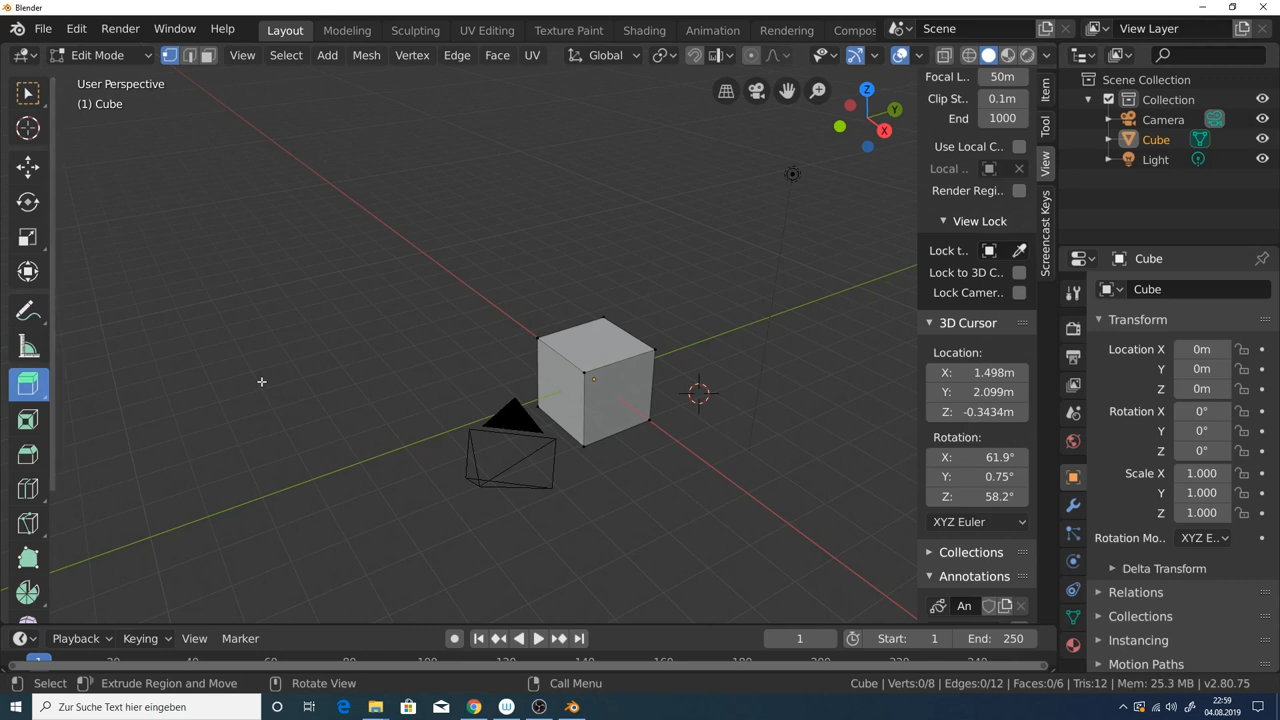 Blender
File Edit Render Window Help Layout Modeling Sculpting UV Editing Texture Paint Shading Animation Rendering Compos Scene View Layer
Edit Mode View Select Add Mesh Vertex Edge Face UV Global
User Perspective
(1) Cube
Z
Y
X
Focal L.. 50m
Clip St.. 0.1m
End 1000
Use Local C..
Local ..
Render Regi..
View Lock
Lock t..
Lock to 3D C..
Lock Camer..
3D Cursor
Location:
X: 1.498m
Y: 2.099m
Z: -0.3434m
Rotation:
X: 61.9°
Y: 0.75°
Z: 58.2°
XYZ Euler
Collections
Annotations
An
Item
Tool
View
Screencast Keys
Scene Collection
Collection
Camera
Cube
Light
Cube
Cube
Transform
Location X 0m
Y 0m
Z 0m
Rotation X 0°
Y 0°
Z 0°
Scale X 1.000
Y 1.000
Z 1.000
Rotation Mo.. XYZ E..
Delta Transform
Relations
Collections
Instancing
Motion Paths
Playback Keying View Marker 1 Start: 1 End: 250
1
Select Extrude Region and Move Rotate View Call Menu Cube | Verts:0/8 | Edges:0/12 | Faces:0/6 | Tris:12 | Mem: 25.3 MB | v2.80.75
Zur Suche Text hier eingeben
22:59
04.08.2019